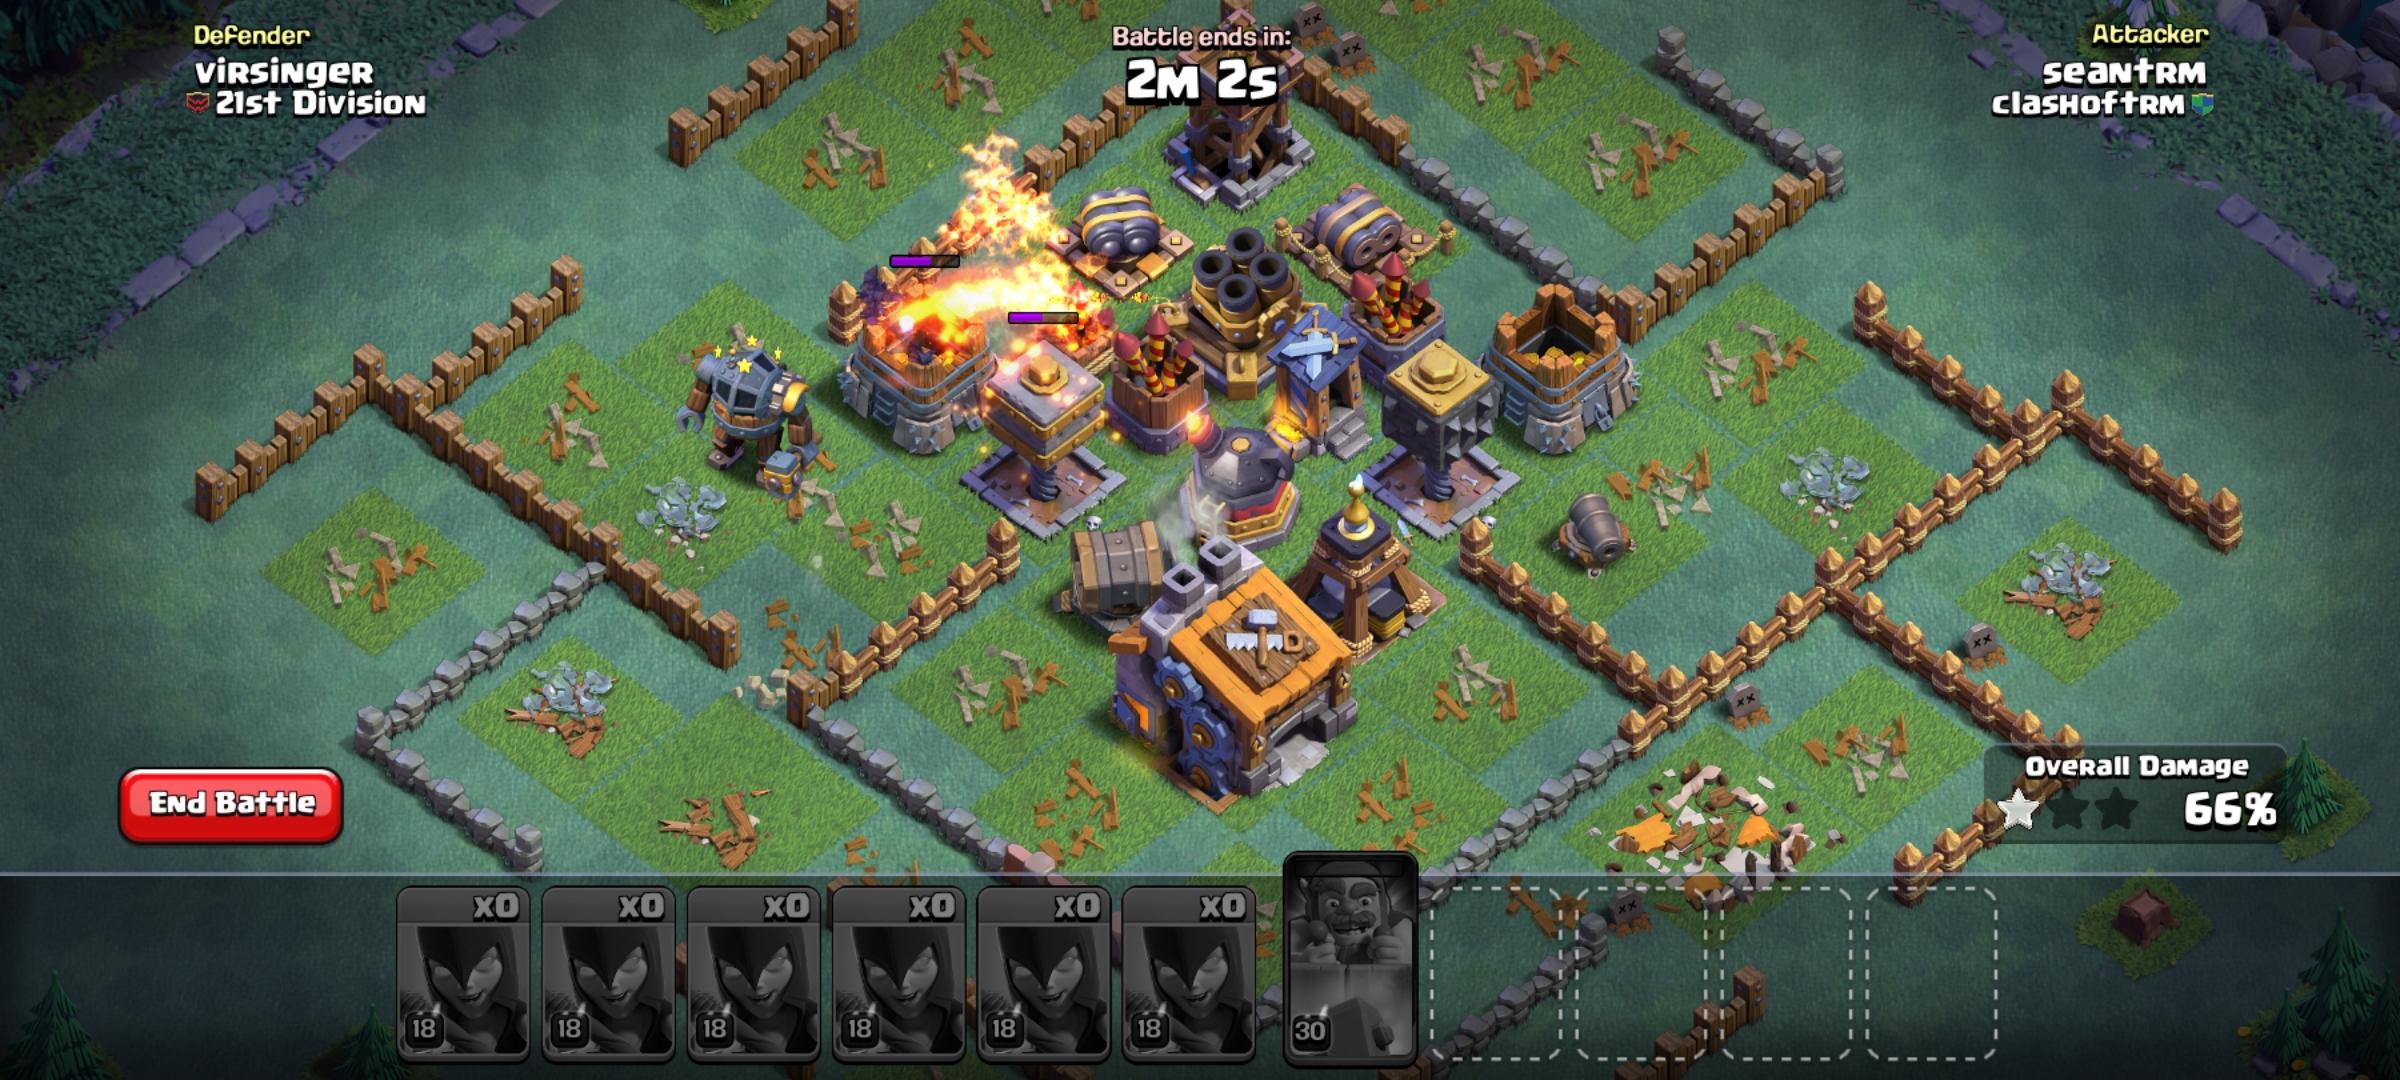 Defender
virsinger
21st Division
Battle ends in:
2M 2s
Attacker
seantrm
clashoftrm
End Battle
Overall Damage
66%
x0
x0
x0
x0
x0
x0
18
18
18
18
18
18
30